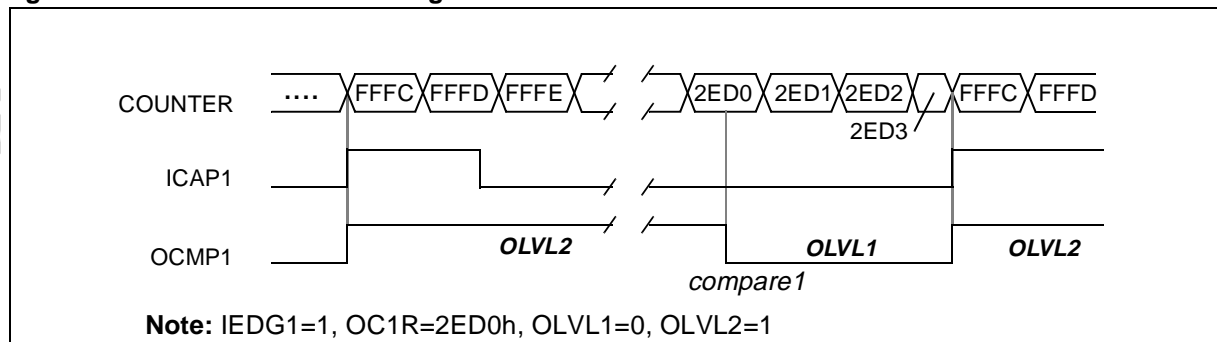 COUNTER .... FFFC FFFD FFFE 2ED0 2ED1 2ED2 FFFC FFFD
2ED3
ICAP1
OCMP1 OLVL2 OLVL1 OLVL2
compare1
Note: IEDG1=1, OC1R=2ED0h, OLVL1=0, OLVL2=1